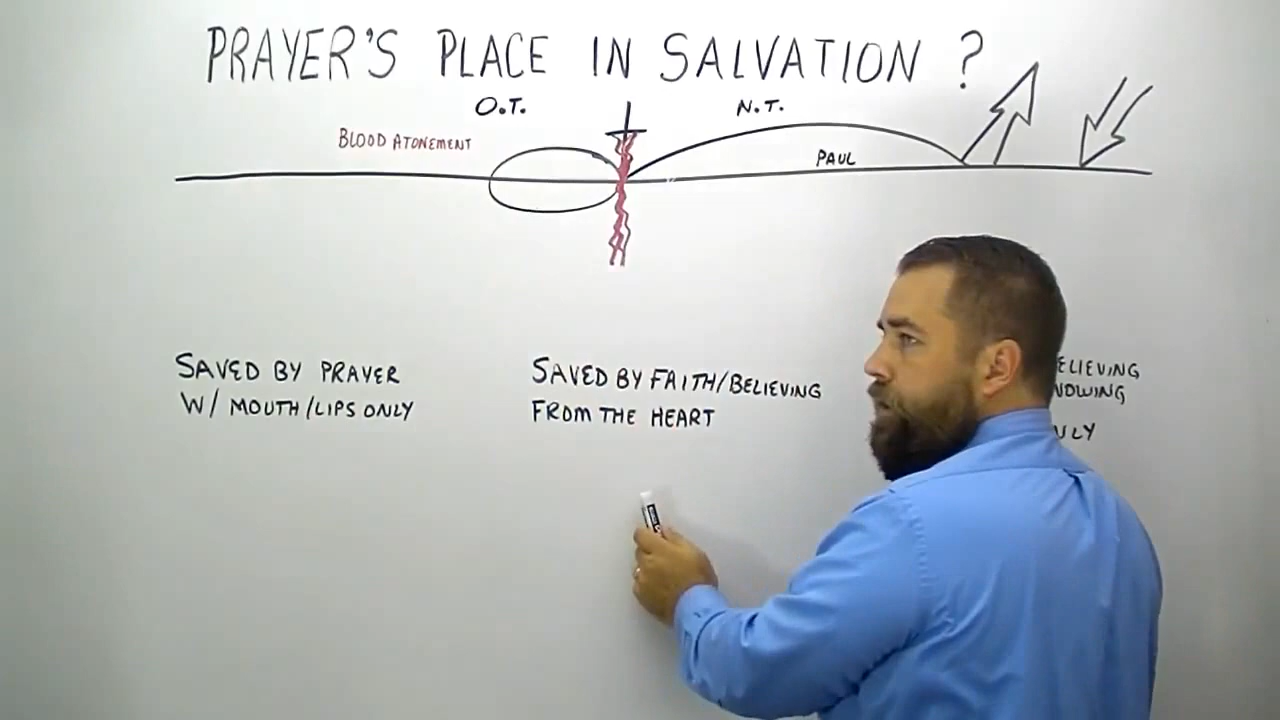 PRAYER'S PLACE IN SALVATION ?
O.T.
N.T.
BLOOD ATONEMENT
PAUL
SAVED BY PRAYER
W/ MOUTH/LIPS ONLY
SAVED BY FAITH/BELIEVING
FROM THE HEART